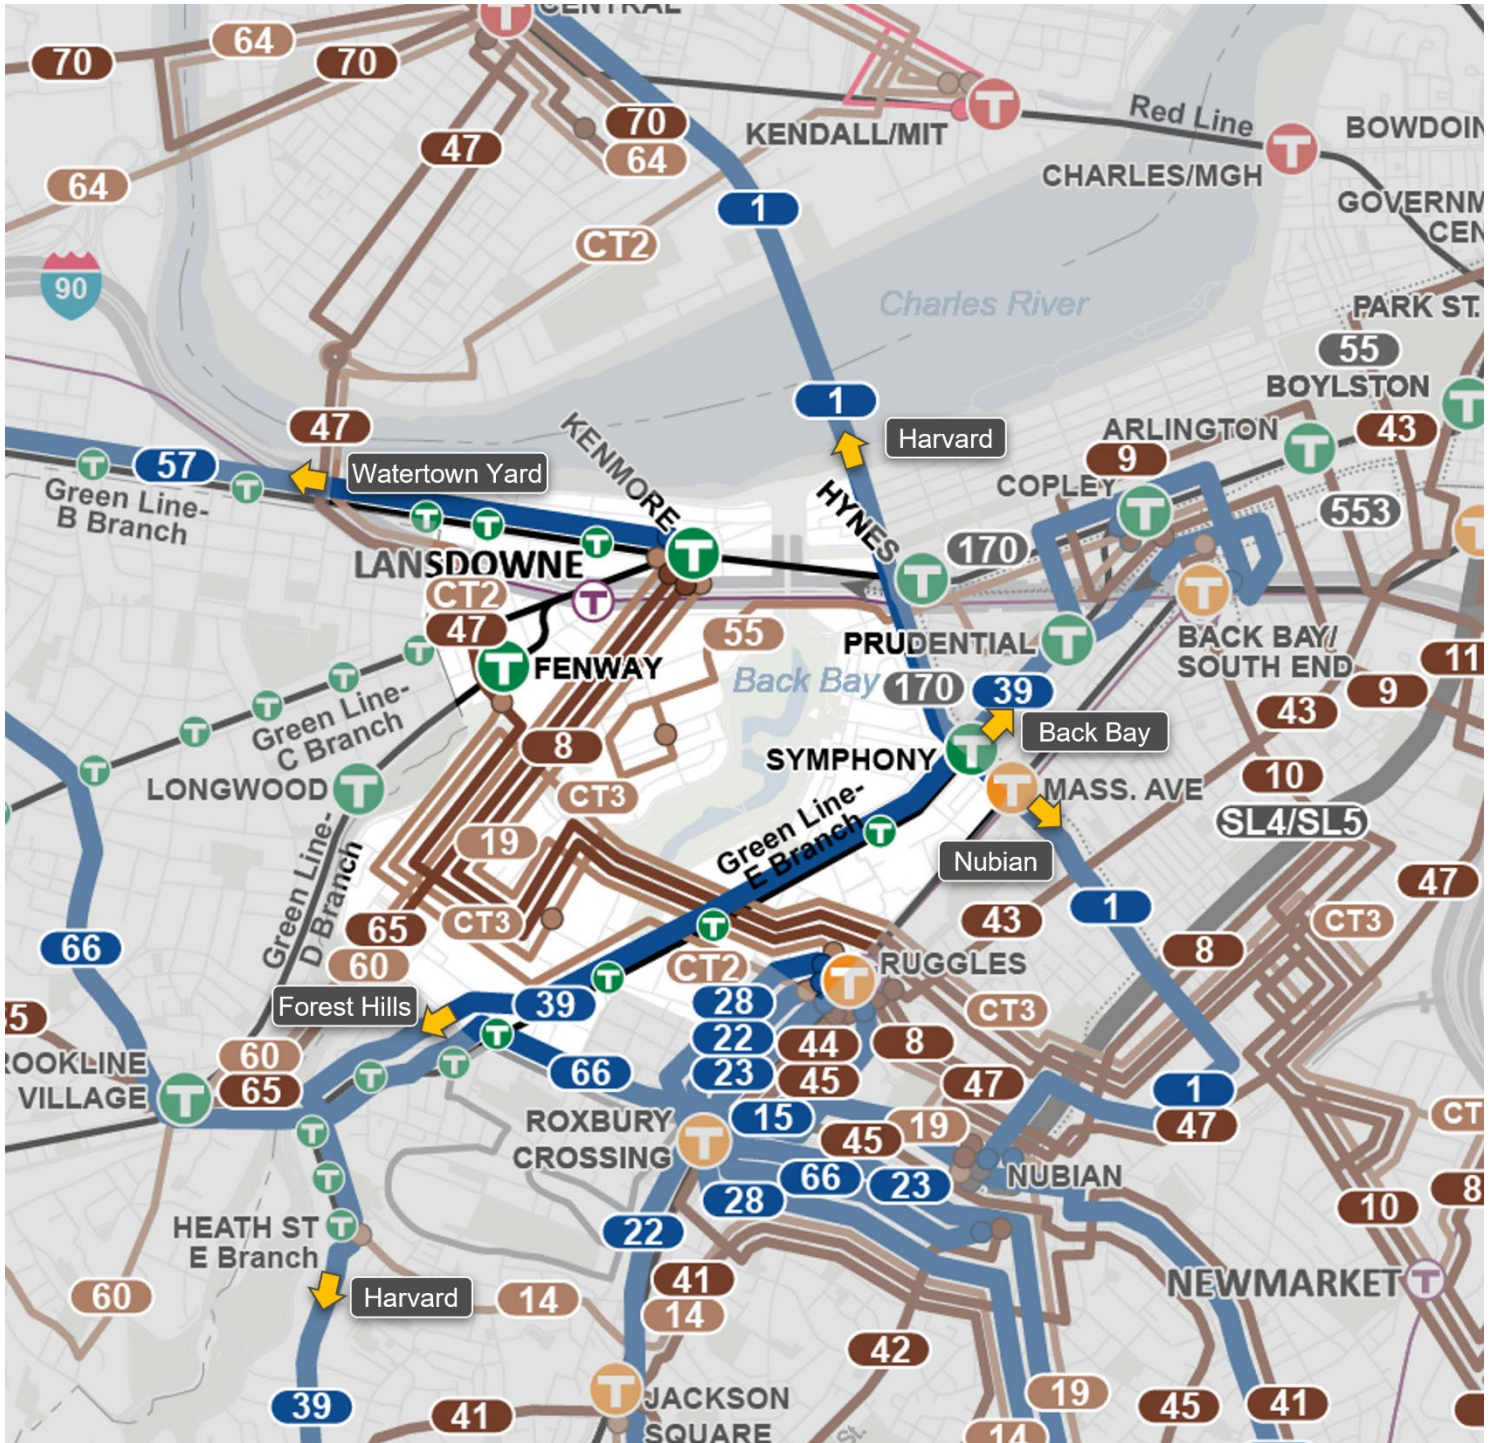 CENTRAL
64
70
70
70
64
47
KENDALL/MIT
Red Line
BOWDOIN
CHARLES/MGH
64
GOVERNM
CEN
1
CT2
90
Charles River
PARK ST.
55
BOYLSTON
1
47
KENMORE
Harvard
ARLINGTON
43
9
57
Watertown Yard
COPLEY
Green Line-
B Branch
HYNES
553
170
LANSDOWNE
CT2
47
55
PRUDENTIAL
BACK BAY/
SOUTH END
11
FENWAY
Back Bay
170
39
9
43
Green Line-
C Branch
8
Back Bay
SYMPHONY
LONGWOOD
CT3
MASS. AVE
10
SL4/SL5
19
Green Line-
E Branch
Nubian
47
Green Line-
D Branch
65
CT3
43
1
CT3
66
60
8
CT2
RUGGLES
Forest Hills
39
28
CT3
5
22
44
8
ROOKLINE
VILLAGE
60
65
66
23
45
47
1
15
ROXBURY
CROSSING
45
19
47
CT
66
23
NUBIAN
28
HEATH ST
E Branch
22
10
8
41
NEWMARKET
60
Harvard
14
14
42
39
41
JACKSON
SQUARE
19
45
41
St.
14